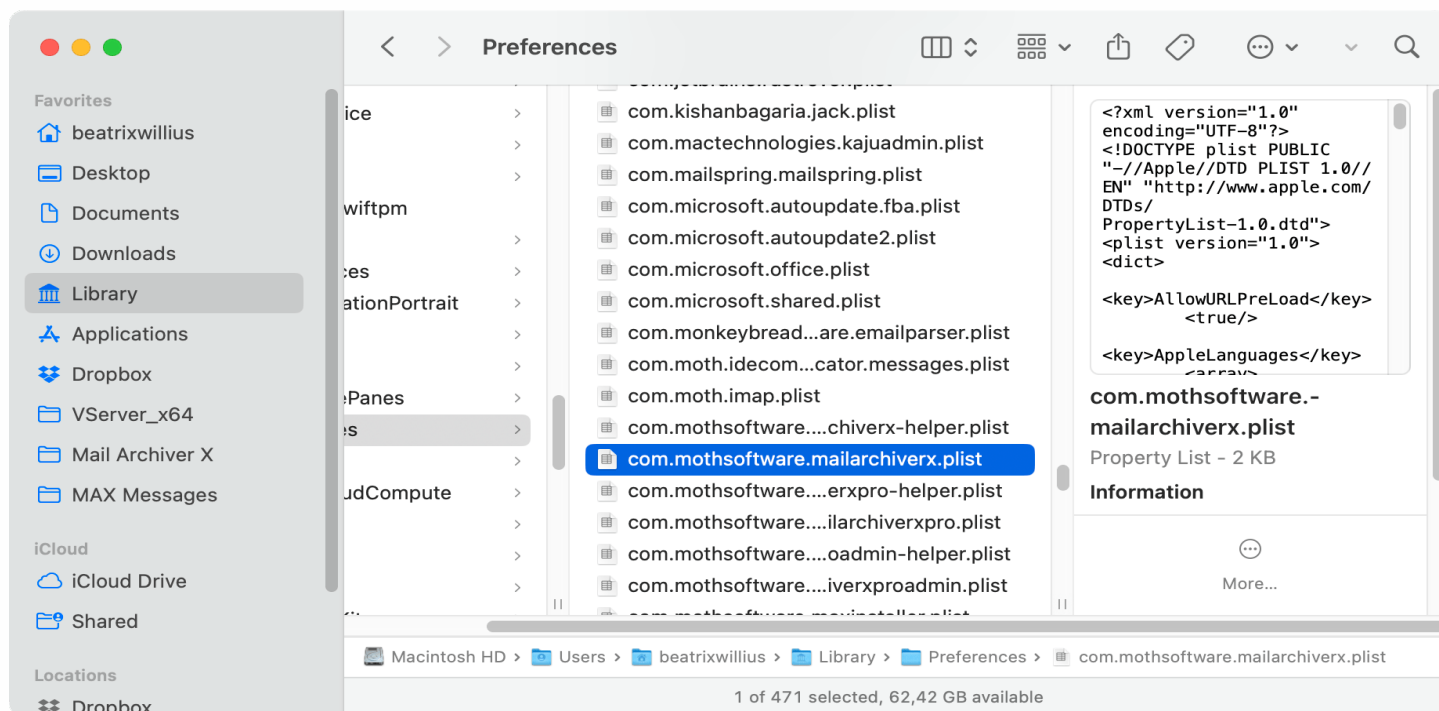 Preferences
Favorites
beatrixwillius
Desktop
Documents
Downloads
Library
Applications
Dropbox
VServer_x64
Mail Archiver X
MAX Messages
iCloud
iCloud Drive
Shared
Locations
Dropbox
ice
wiftpm
ces
ationPortrait
ePanes
es
udCompute
com.kishanbagaria.jack.plist
com.mactechnologies.kajuadmin.plist
com.mailspring.mailspring.plist
com.microsoft.autoupdate.fba.plist
com.microsoft.autoupdate2.plist
com.microsoft.office.plist
com.microsoft.shared.plist
com.monkeybread...are.emailparser.plist
com.moth.idecom...cator.messages.plist
com.moth.imap.plist
com.mothsoftware....chiverx-helper.plist
com.mothsoftware.mailarchiverx.plist
com.mothsoftware....erxpro-helper.plist
com.mothsoftware....ilarchiverxpro.plist
com.mothsoftware....oadmin-helper.plist
com.mothsoftware....iverxproadmin.plist
com.mothsoftware.maxinstaller.plist
<?xml version="1.0"
encoding="UTF-8"?>
<!DOCTYPE plist PUBLIC
"-//Apple//DTD PLIST 1.0//
EN" "http://www.apple.com/
DTDs/
PropertyList-1.0.dtd">
<plist version="1.0">
<dict>
<key>AllowURLPreLoad</key>
<true/>
<key>AppleLanguages</key>
<array>
com.mothsoftware.-
mailarchiverx.plist
Property List - 2 KB
Information
More...
Macintosh HD › Users › beatrixwillius › Library › Preferences › com.mothsoftware.mailarchiverx.plist
1 of 471 selected, 62,42 GB available